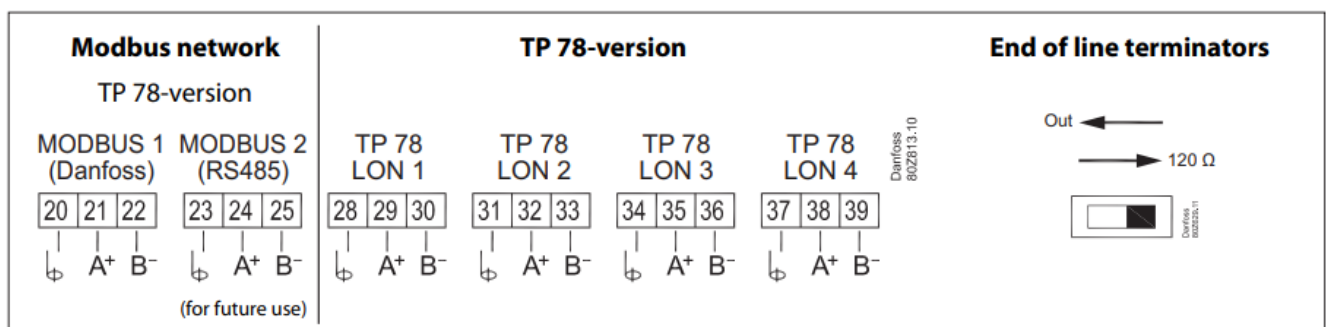 Modbus network
TP 78-version
MODBUS 1 MODBUS 2
(Danfoss) (RS485)
20 21 22 23 24 25
A+ B− A+ B−
(for future use)
TP 78-version
TP 78 TP 78 TP 78 TP 78
LON 1 LON 2 LON 3 LON 4
28 29 30 31 32 33 34 35 36 37 38 39
A+ B− A+ B− A+ B− A+ B−
Danfoss
80Z813.10
End of line terminators
Out
120 Ω
Danfoss
80Z829.11